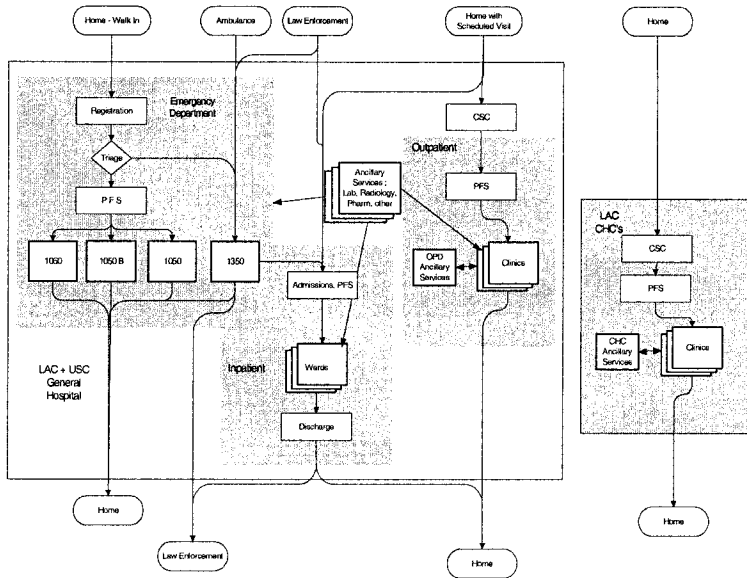 Home - Walk In
Ambulance
Law Enforcement
Home with
Scheduled Visit
Home
Registration
Emergency
Department
Triage
P F S
1060
1050 B
1050
1350
Ancillary
Services :
Lab, Radiology,
Pharm, other
Admissions, PFS
Inpatient
Wards
Discharge
LAC + USC
General
Hospital
CSC
Outpatient
PFS
OPD
Ancillary
Services
Clinics
LAC
CHC's
CSC
PFS
CHC
Ancillary
Services
Clinics
Home
Law Enforcement
Home
Home